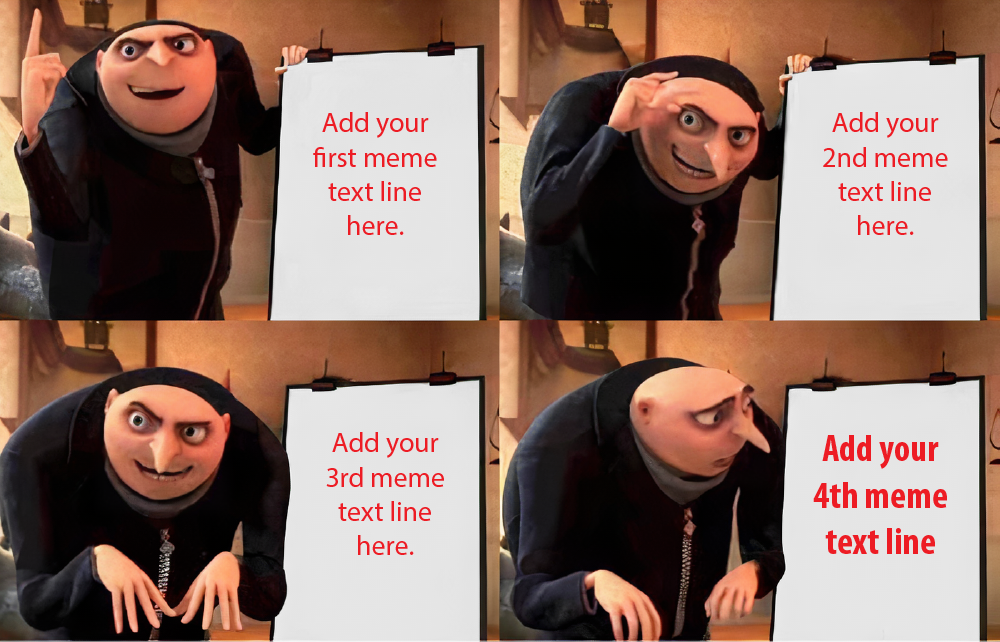 Add your
first meme
text line
here.
Add your
2nd meme
text line
here.
Add your
3rd meme
text line
here.
Add your
4th meme
text line